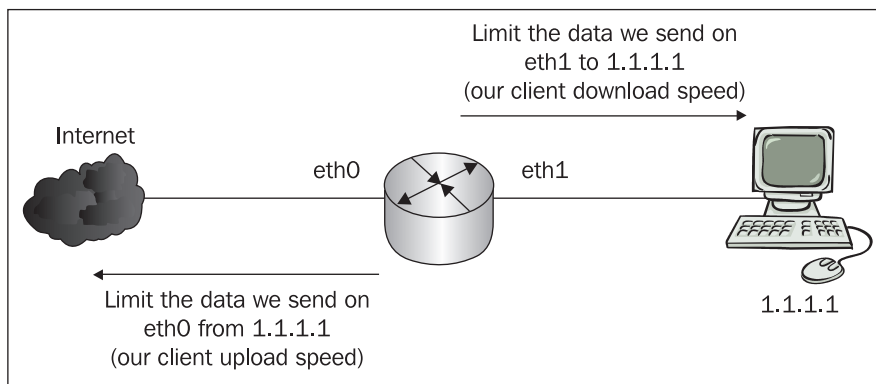 Limit the data we send on
eth1 to 1.1.1.1
(our client download speed)
Internet
eth0
eth1
Limit the data we send on
eth0 from 1.1.1.1
(our client upload speed)
1.1.1.1